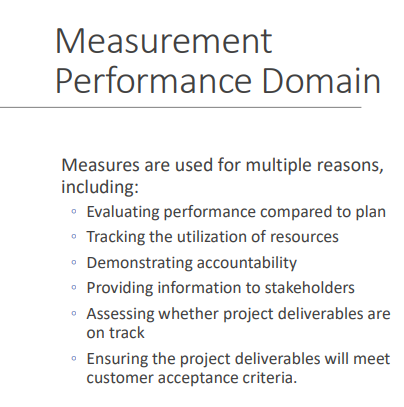 Measurement
Performance Domain
Measures are used for multiple reasons,
including:
◦ Evaluating performance compared to plan
◦ Tracking the utilization of resources
◦ Demonstrating accountability
◦ Providing information to stakeholders
◦ Assessing whether project deliverables are
on track
◦ Ensuring the project deliverables will meet
customer acceptance criteria.